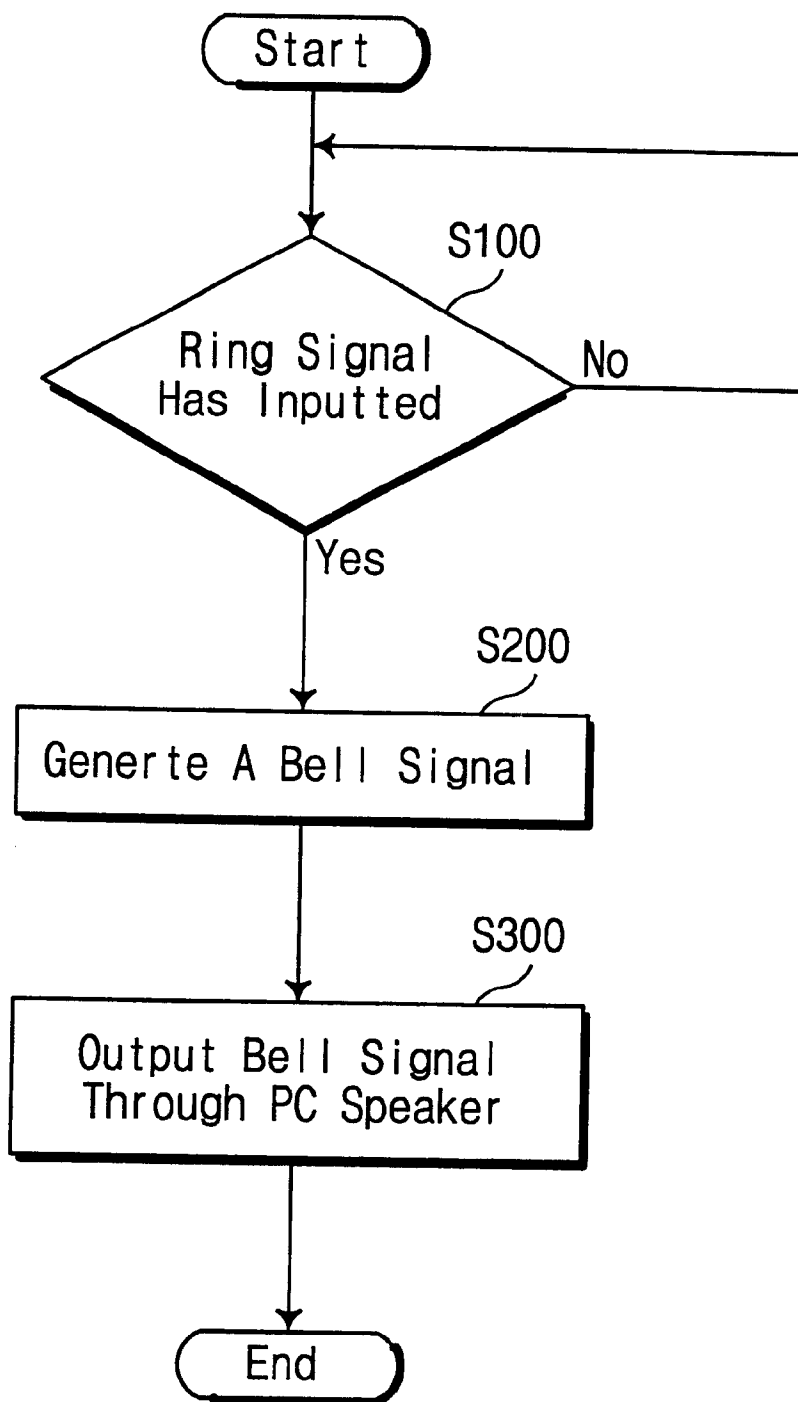 Start
S100
Ring Signal
Has Inputted
No
Yes
S200
Generte A Bell Signal
S300
Output Bell Signal
Through PC Speaker
End